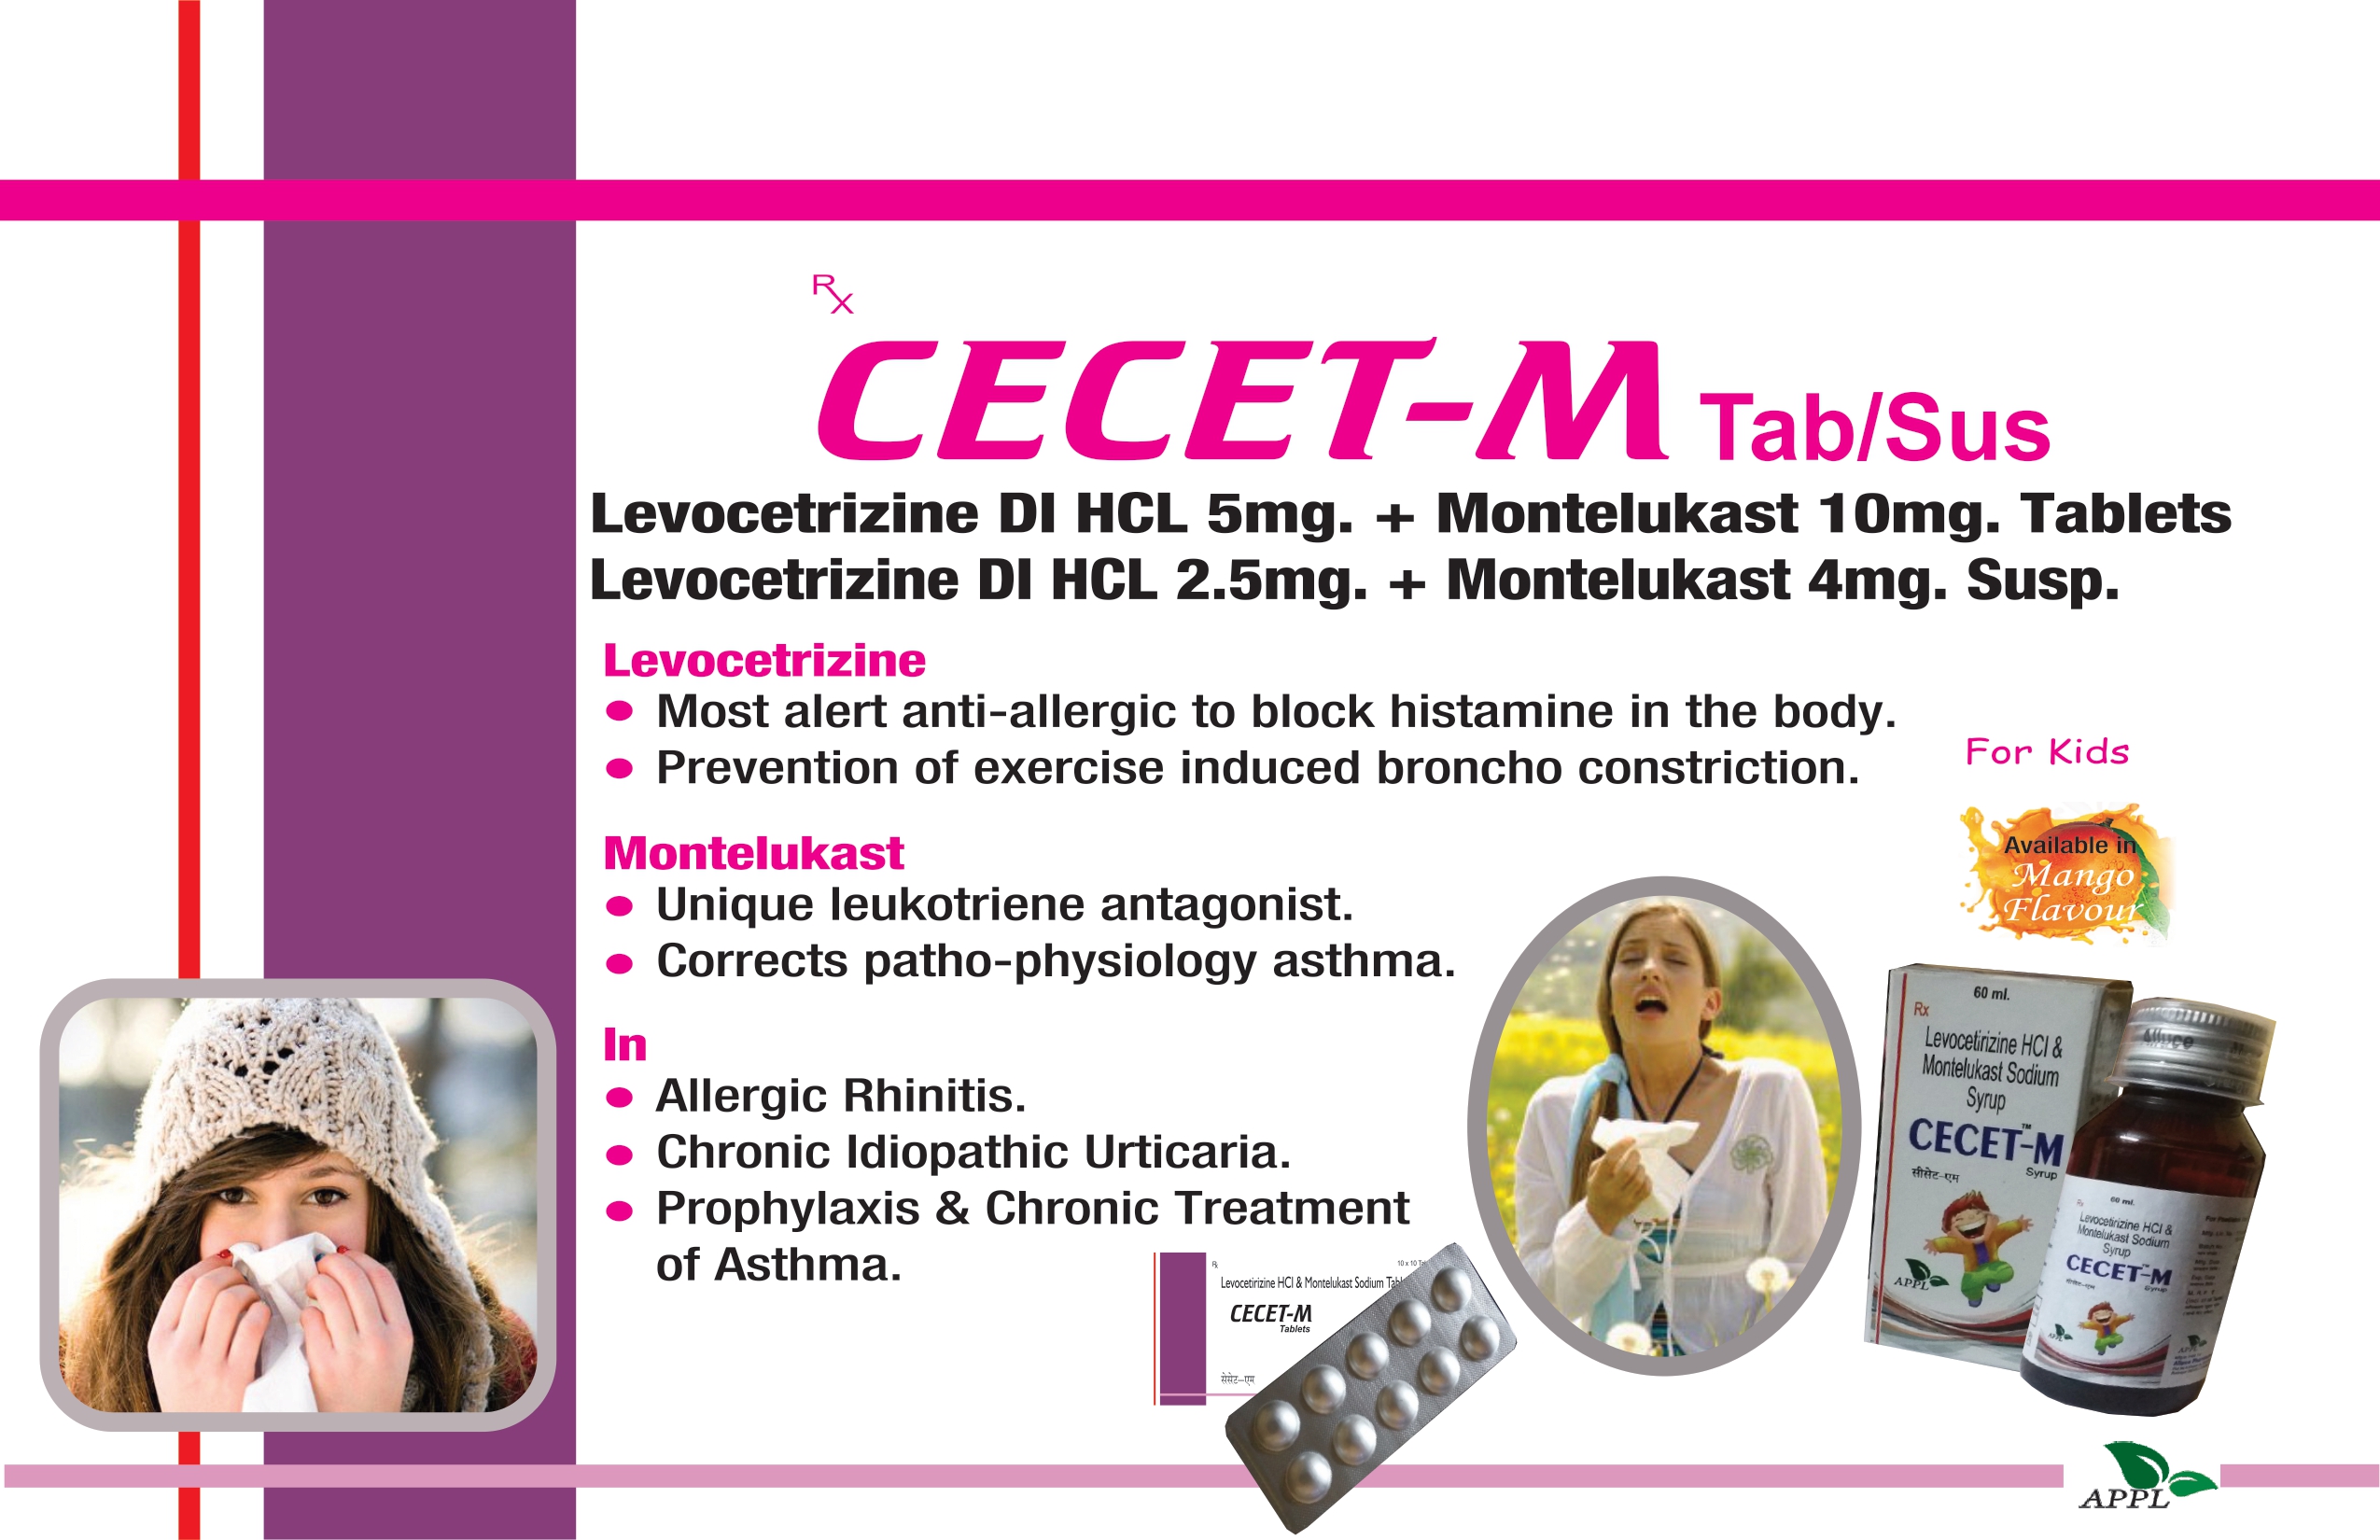 Rx
CECET-M Tab/Sus
Levocetrizine DI HCL 5mg. + Montelukast 10mg. Tablets
Levocetrizine DI HCL 2.5mg. + Montelukast 4mg. Susp.
Levocetrizine
Most alert anti-allergic to block histamine in the body.
Prevention of exercise induced broncho constriction.
Montelukast
Unique leukotriene antagonist.
Corrects patho-physiology asthma.
In
Allergic Rhinitis.
Chronic Idiopathic Urticaria.
Prophylaxis & Chronic Treatment
of Asthma.
For Kids
Available in
Mango
Flavour
60 ml.
Rx
Levocetirizine HCl &
Montelukast Sodium
Syrup
CECET-M™
Syrup
सीसेट-एम
APPL
Rx
60 ml.
Levocetirizine HCl &
Montelukast Sodium
Syrup
CECET-M™
Syrup
APPL
Rx
10 x 10
Levocetirizine HCl & Montelukast Sodium
CECET-M
Tablets
सेसेट-एम
APPL